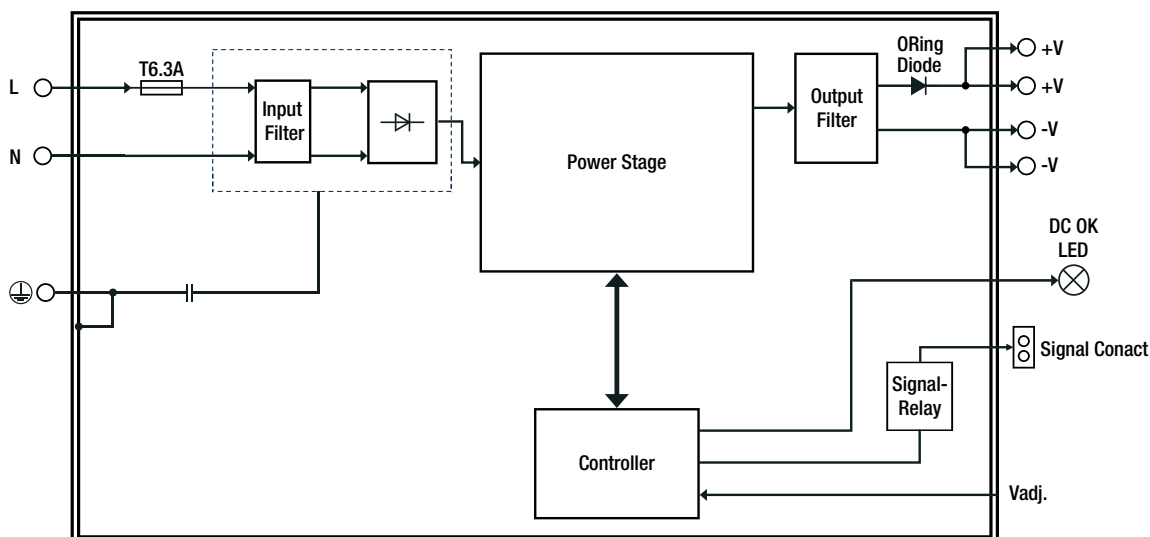 L
T6.3A
Input
Filter
N
Power Stage
Output
Filter
ORing
Diode
+V
+V
-V
-V
DC OK
LED
Signal Conact
Signal-
Relay
Controller
Vadj.